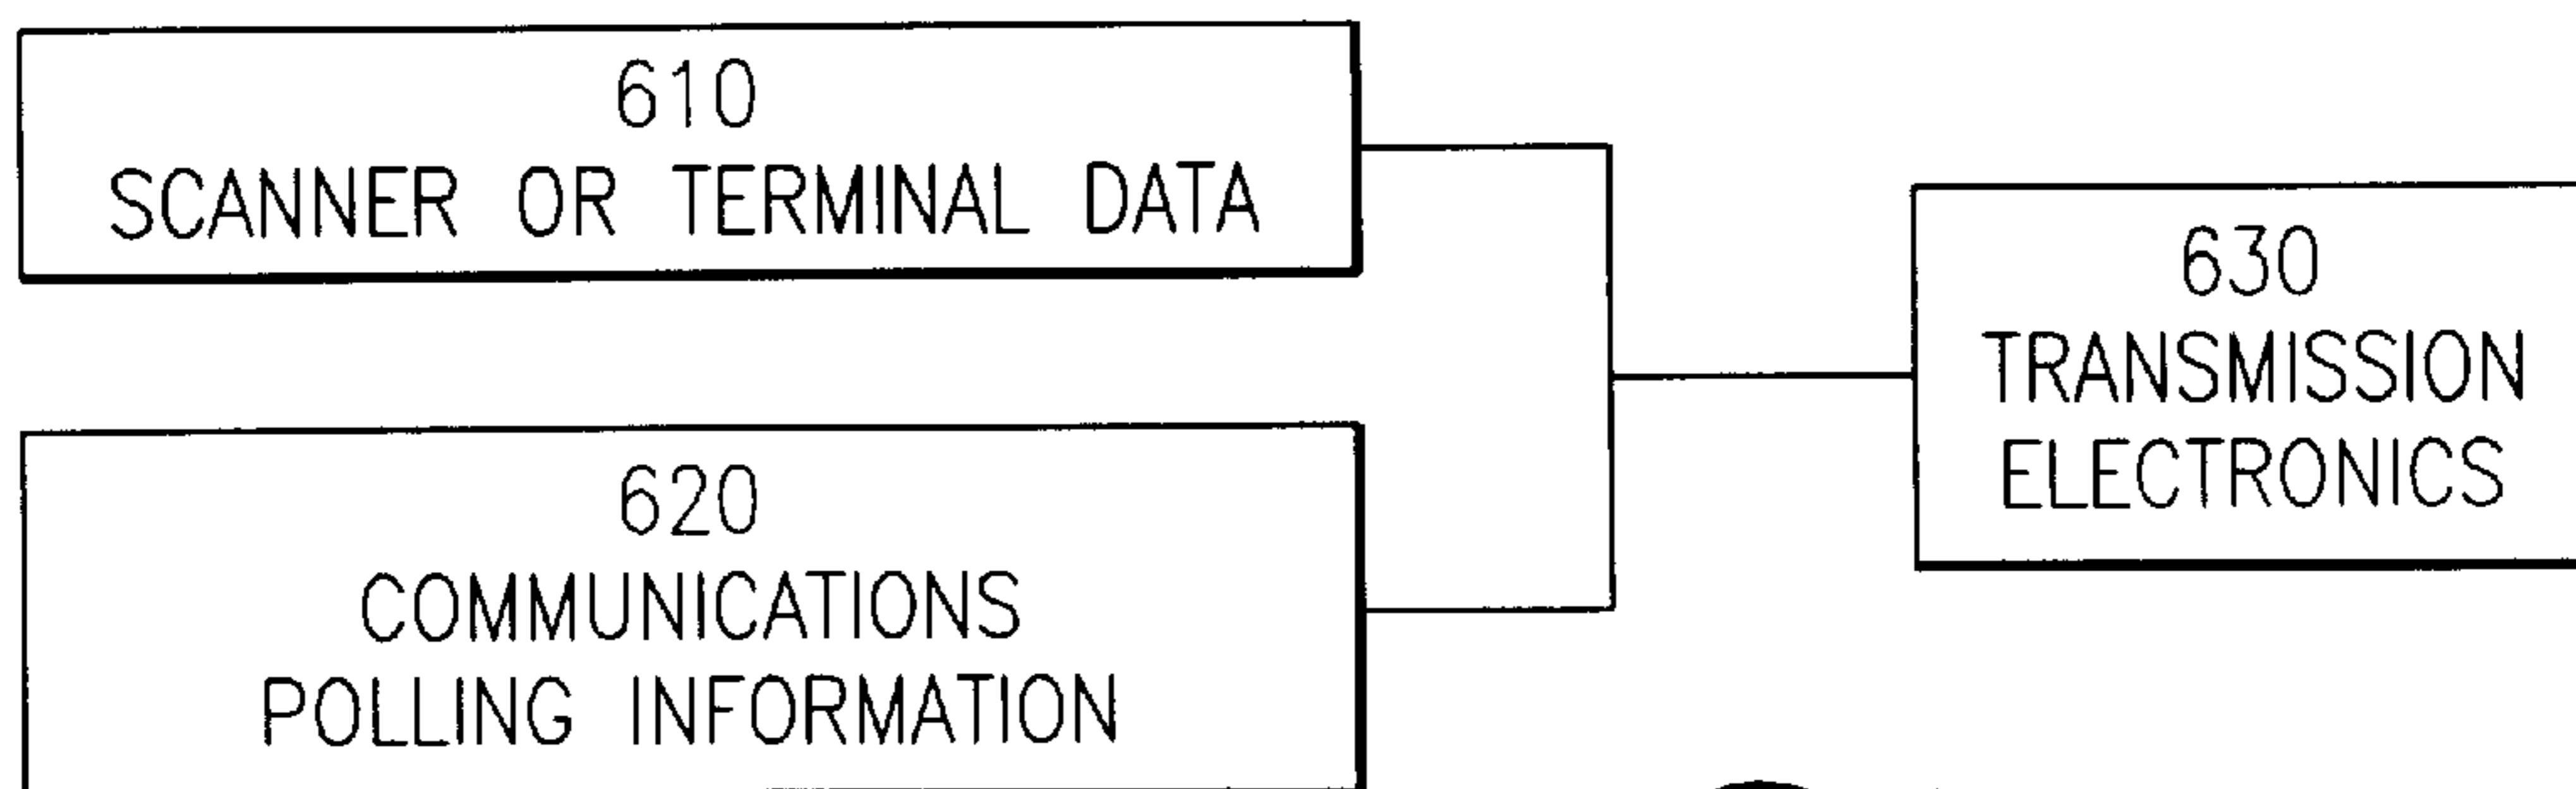 610
SCANNER OR TERMINAL DATA
620
COMMUNICATIONS
POLLING INFORMATION
630
TRANSMISSION
ELECTRONICS